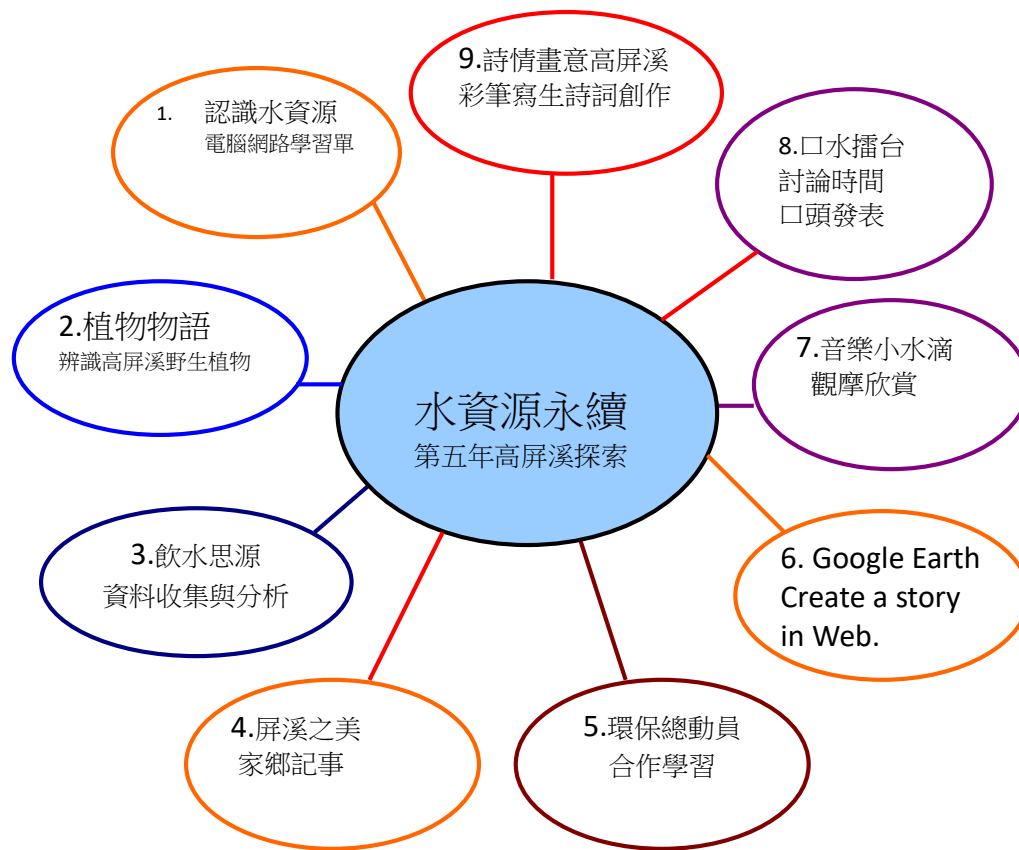 水資源永續
第五年高屏溪探索
1. 認識水資源
電腦網路學習單
2.植物物語
辨識高屏溪野生植物
3.飲水思源
資料收集與分析
4.屏溪之美
家鄉記事
5.環保總動員
合作學習
6. Google Earth
Create a story
in Web.
7.音樂小水滴
觀摩欣賞
8.口水擂台
討論時間
口頭發表
9.詩情畫意高屏溪
彩筆寫生詩詞創作